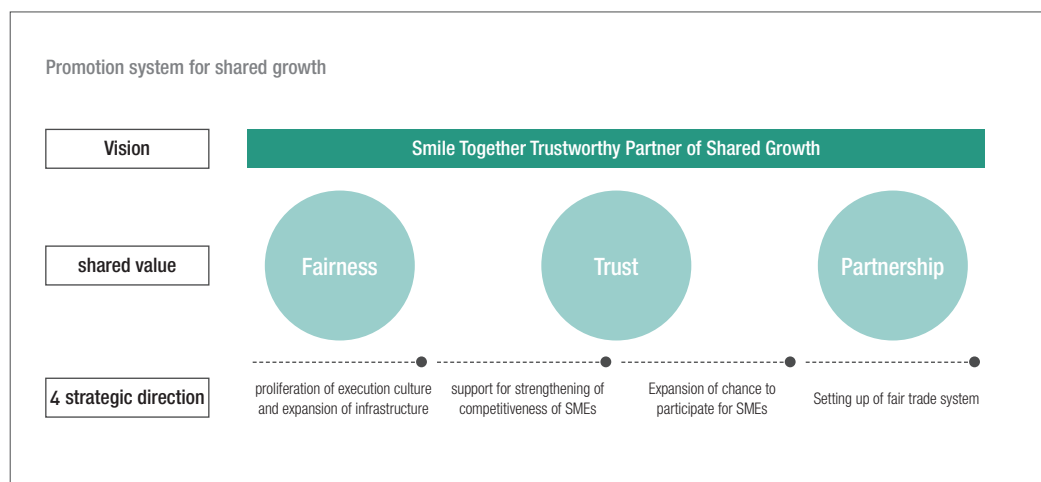 Promotion system for shared growth
Vision
Smile Together Trustworthy Partner of Shared Growth
shared value
Fairness
Trust
Partnership
4 strategic direction
proliferation of execution culture
and expansion of infrastructure
support for strengthening of
competitiveness of SMEs
Expansion of chance to
participate for SMEs
Setting up of fair trade system